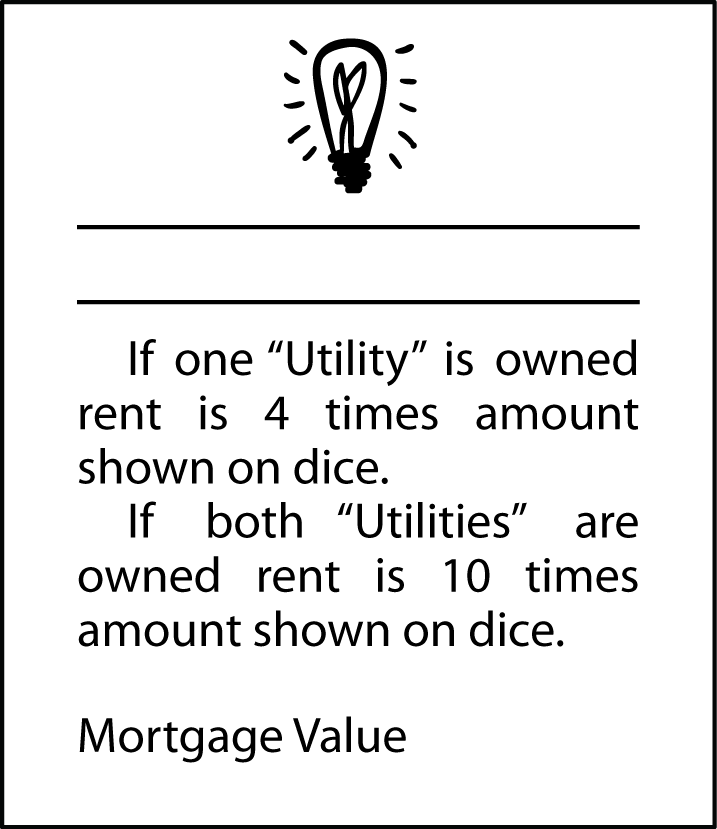 If one “Utility” is owned
rent is 4 times amount
shown on dice.
If both “Utilities” are
owned rent is 10 times
amount shown on dice.
Mortgage Value